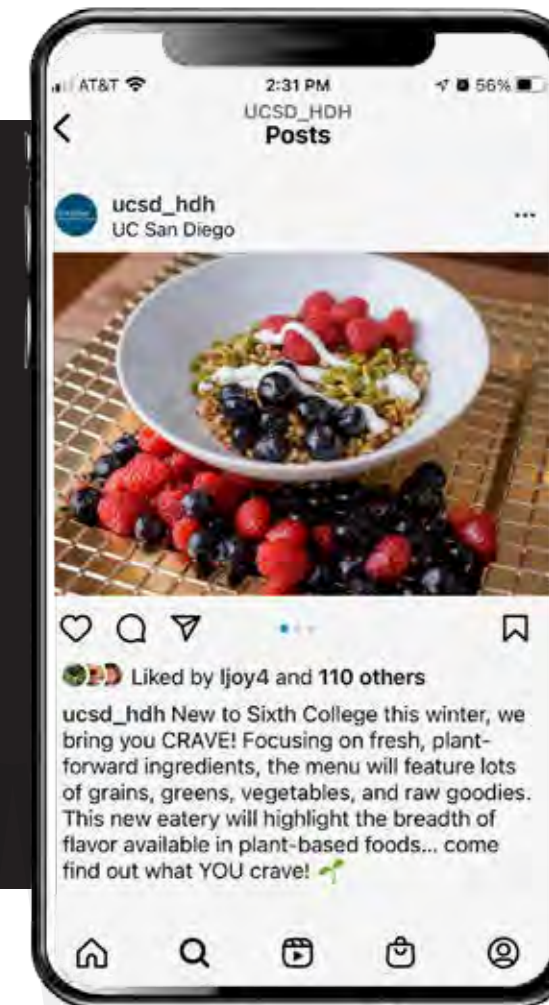 AT&T 2:31 PM 56%
UCSD_HDH
Posts
ucsd_hdh
UC San Diego
Liked by ljoy4 and 110 others
ucsd_hdh New to Sixth College this winter, we
bring you CRAVE! Focusing on fresh, plant-
forward ingredients, the menu will feature lots
of grains, greens, vegetables, and raw goodies.
This new eatery will highlight the breadth of
flavor available in plant-based foods... come
find out what YOU crave! 🌱